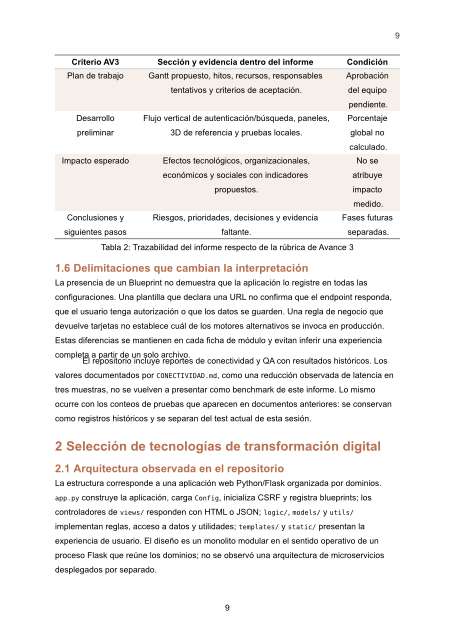 9
Criterio AV3 Sección y evidencia dentro del informe Condición
Plan de trabajo Gantt propuesto, hitos, recursos, responsables Aprobación
tentativos y criterios de aceptación. del equipo
pendiente.
Desarrollo Flujo vertical de autenticación/búsqueda, paneles, Porcentaje
preliminar 3D de referencia y pruebas locales. global no
calculado.
Impacto esperado Efectos tecnológicos, organizacionales, No se
económicos y sociales con indicadores atribuye
propuestos. impacto
medido.
Conclusiones y Riesgos, prioridades, decisiones y evidencia Fases futuras
siguientes pasos faltante. separadas.
Tabla 2: Trazabilidad del informe respecto de la rúbrica de Avance 3
1.6 Delimitaciones que cambian la interpretación
La presencia de un Blueprint no demuestra que la aplicación lo registre en todas las
configuraciones. Una plantilla que declara una URL no confirma que el endpoint responda,
que el usuario tenga autorización o que los datos se guarden. Una regla de negocio que
devuelve tarjetas no establece cuál de los motores alternativos se invoca en producción.
Estas diferencias se mantienen en cada ficha de módulo y evitan inferir una experiencia
completa a partir de un solo archivo.
El repositorio incluye reportes de conectividad y QA con resultados históricos. Los
valores documentados por CONECTIVIDAD.md, como una reducción observada de latencia en
tres muestras, no se vuelven a presentar como benchmark de este informe. Lo mismo
ocurre con los conteos de pruebas que aparecen en documentos anteriores: se conservan
como registros históricos y se separan del test actual de esta sesión.
2 Selección de tecnologías de transformación digital
2.1 Arquitectura observada en el repositorio
La estructura corresponde a una aplicación web Python/Flask organizada por dominios.
app.py construye la aplicación, carga Config, inicializa CSRF y registra blueprints; los
controladores de views/ responden con HTML o JSON; logic/, models/ y utils/
implementan reglas, acceso a datos y utilidades; templates/ y static/ presentan la
experiencia de usuario. El diseño es un monolito modular en el sentido operativo de un
proceso Flask que reúne los dominios; no se observó una arquitectura de microservicios
desplegados por separado.
9